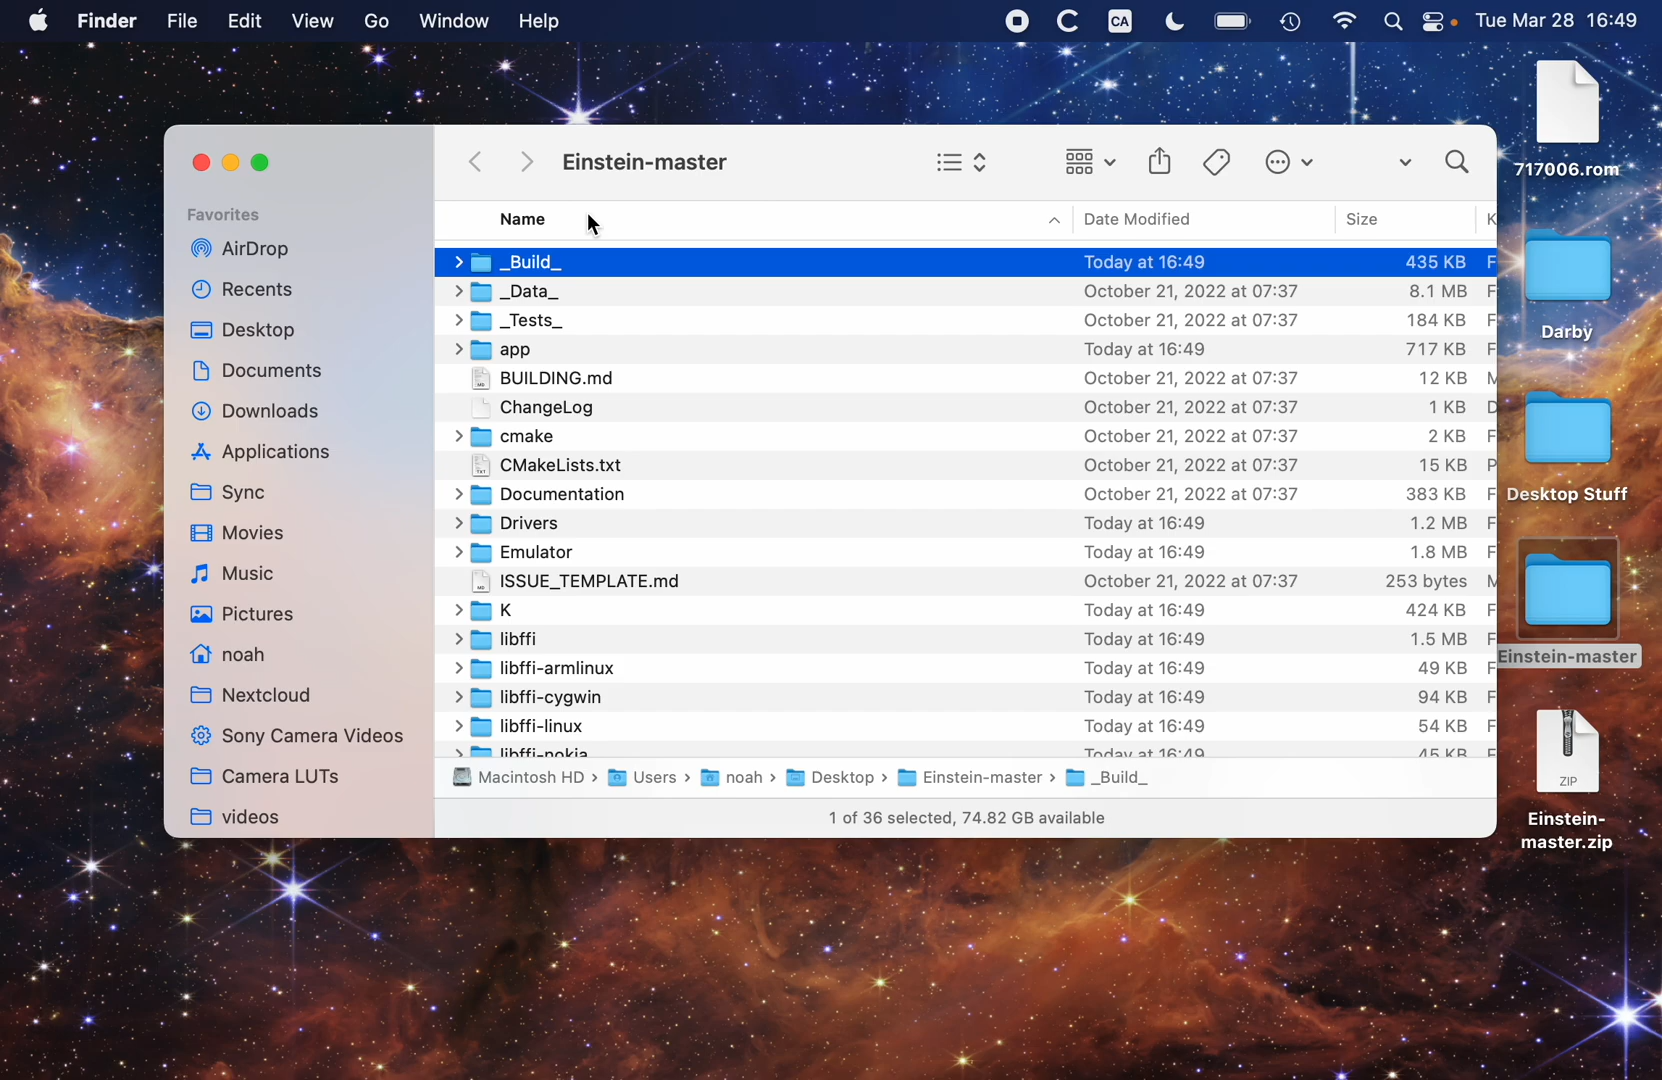 Finder File Edit View Go Window Help CA Tue Mar 28 16:49
Einstein-master
Favorites
AirDrop
Recents
Desktop
Documents
Downloads
Applications
Sync
Movies
Music
Pictures
noah
Nextcloud
Sony Camera Videos
Camera LUTs
videos
Name Date Modified Size K
_Build_ Today at 16:49 435 KB F
_Data_ October 21, 2022 at 07:37 8.1 MB F
_Tests_ October 21, 2022 at 07:37 184 KB F
app Today at 16:49 717 KB F
BUILDING.md October 21, 2022 at 07:37 12 KB M
ChangeLog October 21, 2022 at 07:37 1 KB D
cmake October 21, 2022 at 07:37 2 KB F
CMakeLists.txt October 21, 2022 at 07:37 15 KB P
Documentation October 21, 2022 at 07:37 383 KB F
Drivers Today at 16:49 1.2 MB F
Emulator Today at 16:49 1.8 MB F
ISSUE_TEMPLATE.md October 21, 2022 at 07:37 253 bytes M
K Today at 16:49 424 KB F
libffi Today at 16:49 1.5 MB F
libffi-armlinux Today at 16:49 49 KB F
libffi-cygwin Today at 16:49 94 KB F
libffi-linux Today at 16:49 54 KB F
libffi-nokia Today at 16:49 45 KB F
Macintosh HD › Users › noah › Desktop › Einstein-master › _Build_
1 of 36 selected, 74.82 GB available
717006.rom
Darby
Desktop Stuff
Einstein-master
ZIP
Einstein-
master.zip